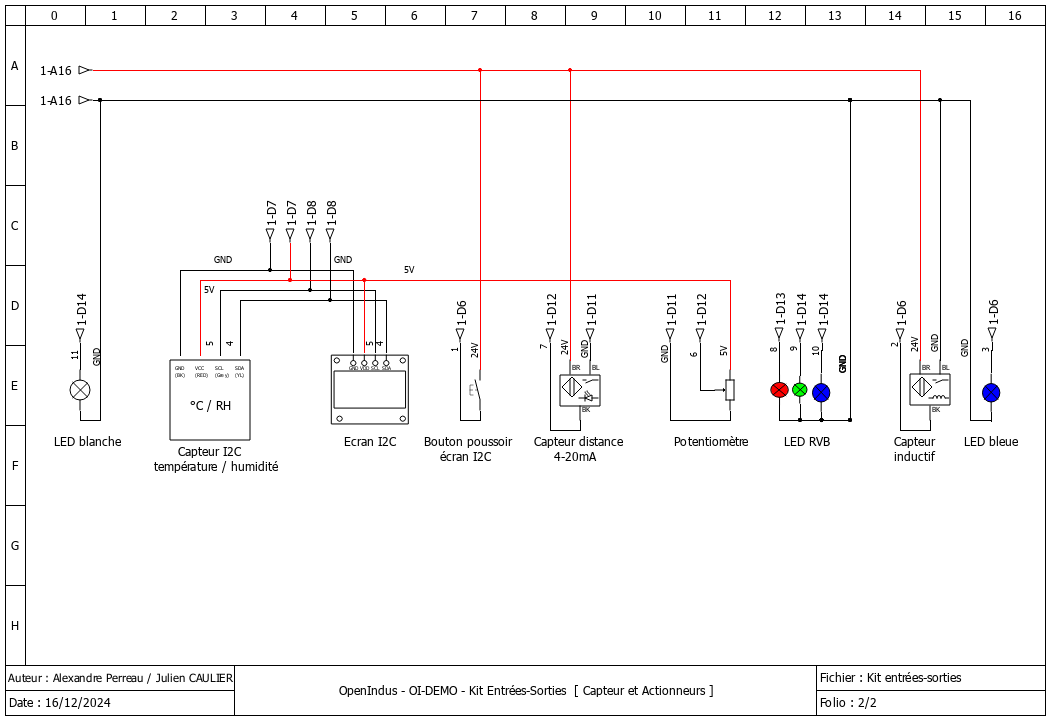 0 1 2 3 4 5 6 7 8 9 10 11 12 13 14 15 16
A
1-A16
1-A16
B
C
1-D7 1-D7 1-D8 1-D8
GND GND 5V
D
5V
1-D14 1-D6 1-D12 1-D11 1-D11 1-D12 1-D13 1-D14 1-D14 1-D6 1-D6
11 GND 5 4 5 4 1 24V 7 24V GND GND 6 5V 8 9 10 GND 2 24V GND GND 3
E
GND VCC SCL SDA
(BK) (RED) (Grey) (YL)
GND VDD SCL SDA
BR BL
BR BL
°C / RH
BK
BK
LED blanche
Capteur I2C
température / humidité
Ecran I2C
Bouton poussoir
écran I2C
Capteur distance
4-20mA
Potentiomètre
LED RVB
Capteur
inductif
LED bleue
F
G
H
Auteur : Alexandre Perreau / Julien CAULIER
Date : 16/12/2024
OpenIndus - OI-DEMO - Kit Entrées-Sorties [ Capteur et Actionneurs ]
Fichier : Kit entrées-sorties
Folio : 2/2